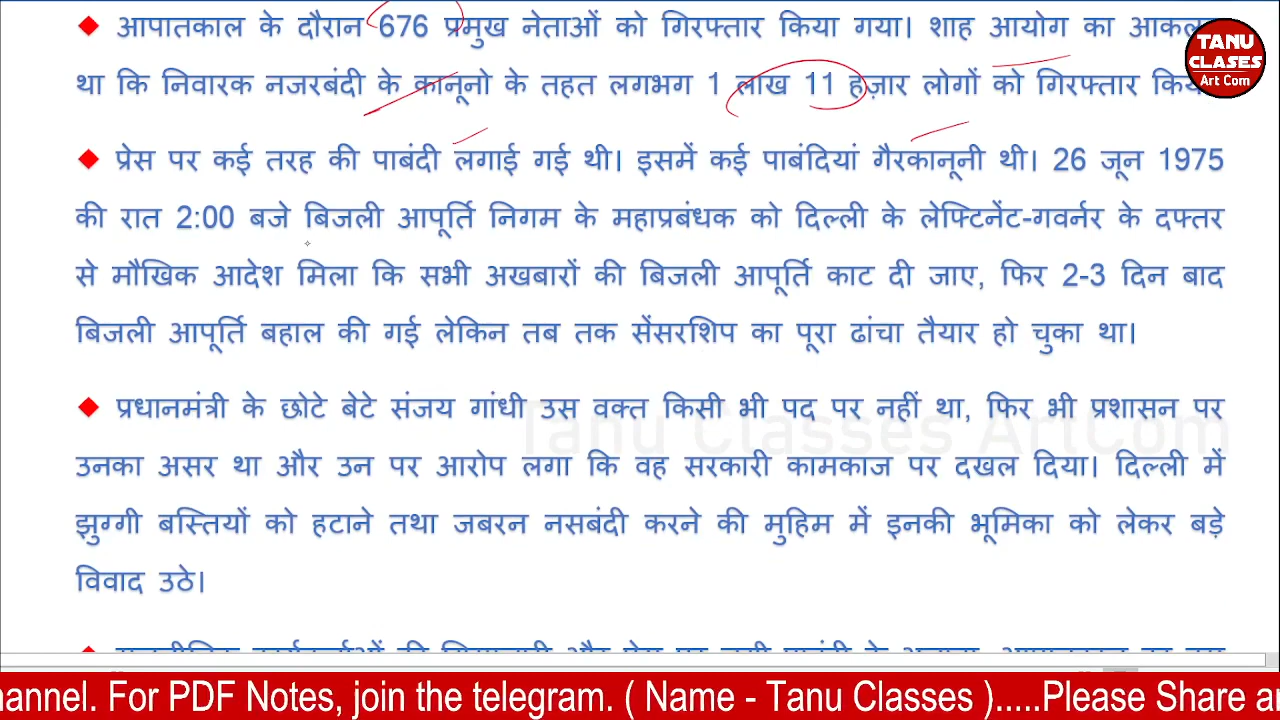 आपातकाल के दौरान 676 प्रमुख नेताओं को गिरफ्तार किया गया। शाह आयोग का
TANU CLASSES Art Com
था कि निवारक नजरबंदी के कानूनो के तहत लगभग 1 लाख 11 हज़ार लोगों को गिरफ्तार
प्रेस पर कई तरह की पाबंदी लगाई गई थी। इसमें कई पाबंदियां गैरकानूनी थी। 26 जून 1975
की रात 2:00 बजे बिजली आपूर्ति निगम के महाप्रबंधक को दिल्ली के लेफ्टिनेंट-गवर्नर के दफ्तर
से मौखिक आदेश मिला कि सभी अखबारों की बिजली आपूर्ति काट दी जाए, फिर 2-3 दिन बाद
बिजली आपूर्ति बहाल की गई लेकिन तब तक सेंसरशिप का पूरा ढांचा तैयार हो चुका था।
प्रधानमंत्री के छोटे बेटे संजय गांधी उस वक्त किसी भी पद पर नहीं था, फिर भी प्रशासन पर
Tanu Classes ArtCom
उनका असर था और उन पर आरोप लगा कि वह सरकारी कामकाज पर दखल दिया। दिल्ली में
झुग्गी बस्तियों को हटाने तथा जबरन नसबंदी करने की मुहिम में इनकी भूमिका को लेकर बड़े
विवाद उठे।
hannel. For PDF Notes, join the telegram. ( Name - Tanu Classes ).....Please Share a